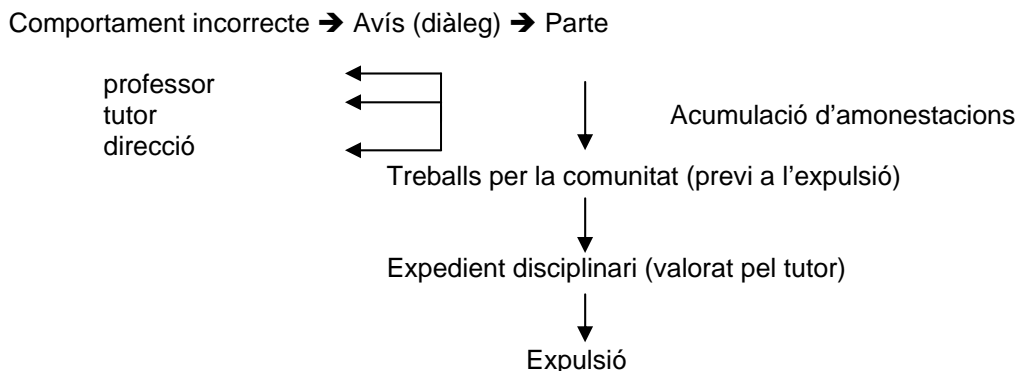 Comportament incorrecte ➔ Avís (diàleg) ➔ Parte
professor
tutor
direcció
Acumulació d’amonestacions
Treballs per la comunitat (previ a l’expulsió)
Expedient disciplinari (valorat pel tutor)
Expulsió